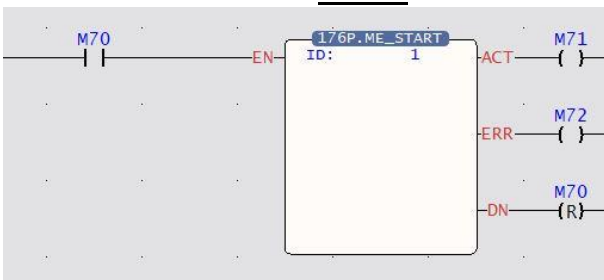 176P.ME_START
M70
EN
ID: 1
ACT
M71
( )
ERR
M72
( )
DN
M70
(R)